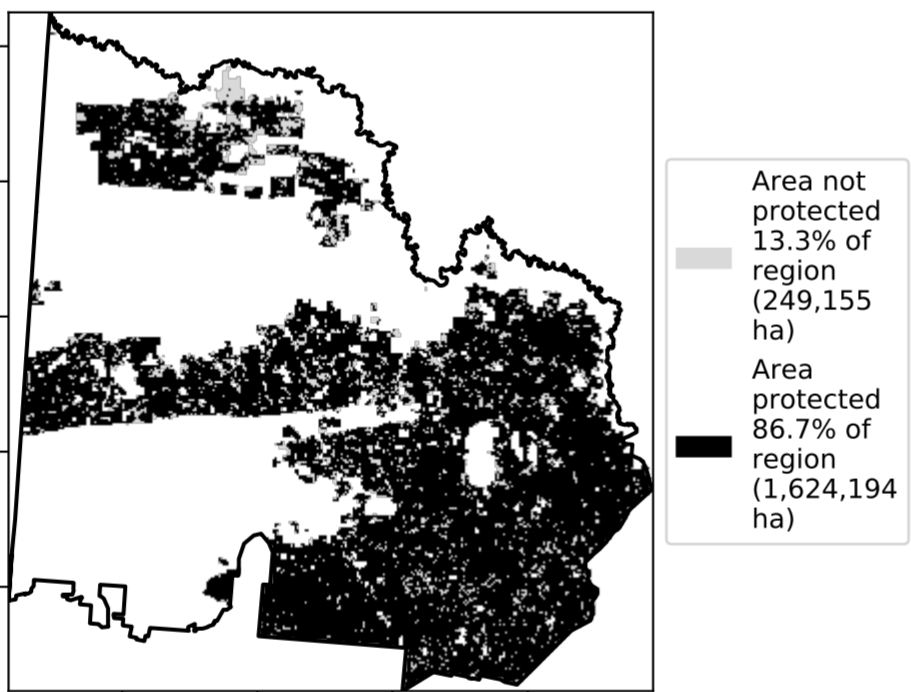 Area not
protected
13.3% of
region
(249,155
ha)
Area
protected
86.7% of
region
(1,624,194
ha)